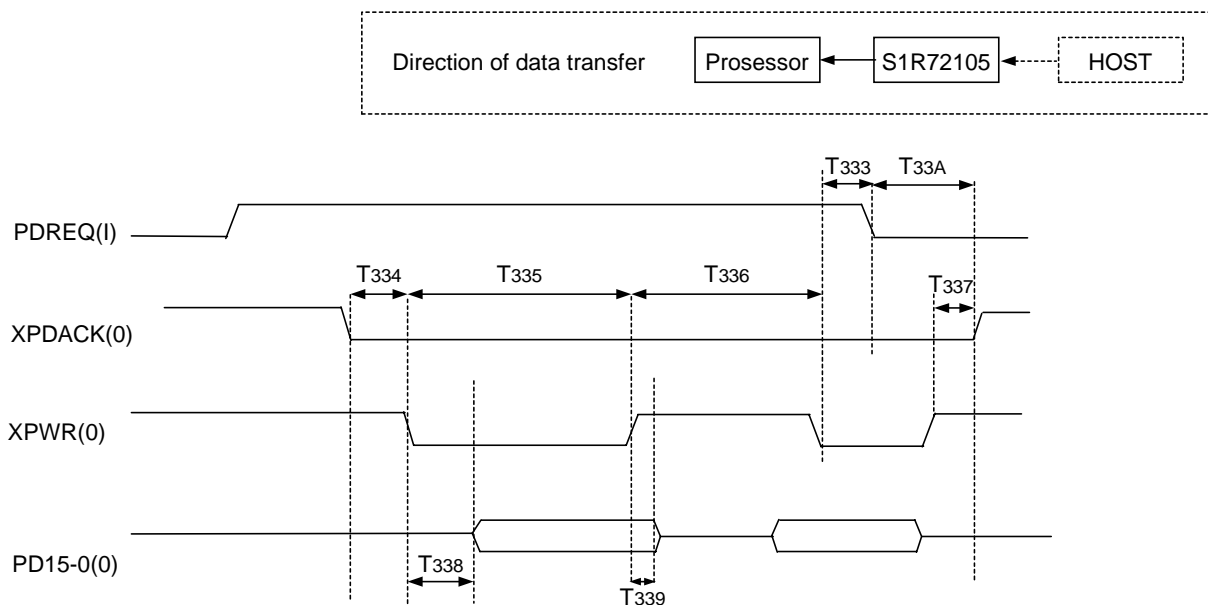 Direction of data transfer Prosessor S1R72105 HOST
T333 T33A
PDREQ(I)
T334 T335 T336 T337
XPDACK(0)
XPWR(0)
PD15-0(0)
T338 T339